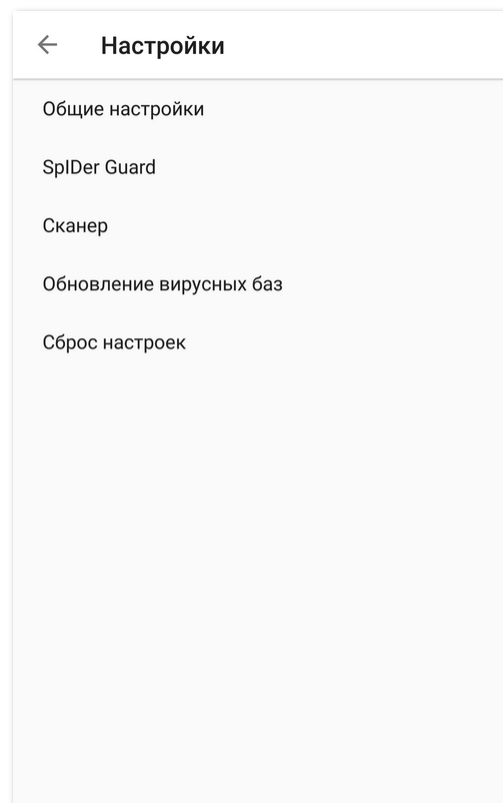 Настройки
Общие настройки
SpIDer Guard
Сканер
Обновление вирусных баз
Сброс настроек